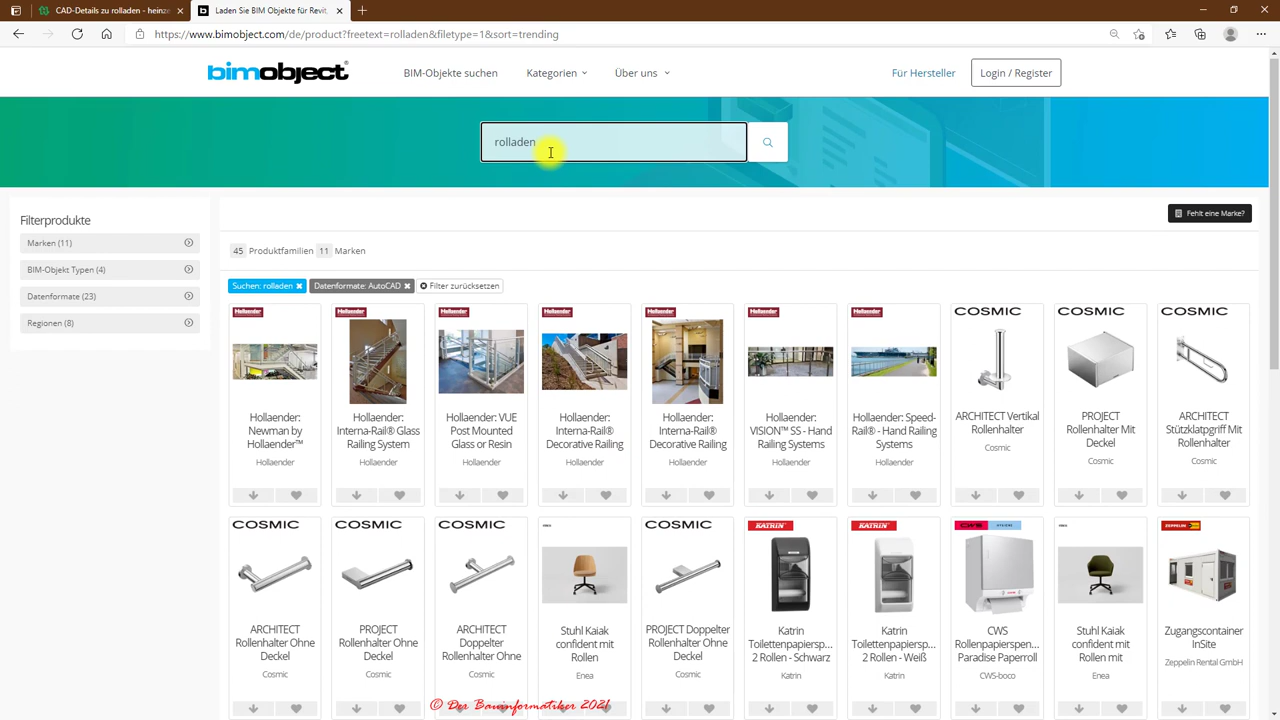 CAD-Details zu rolladen - heinze
Laden Sie BIM Objekte für Revit,
https://www.bimobject.com/de/product?freetext=rolladen&filetype=1&sort=trending
bimobject
BIM-Objekte suchen
Kategorien
Über uns
Für Hersteller
Login / Register
rolladen
Filterprodukte
Marken (11)
BIM-Objekt Typen (4)
Datenformate (23)
Regionen (8)
Fehlt eine Marke?
45 Produktfamilien 11 Marken
Suchen: rolladen
Datenformate: AutoCAD
Filter zurücksetzen
Hollaender
Hollaender:
Newman by
Hollaender™
Hollaender
Hollaender
Hollaender:
Interna-Rail® Glass
Railing System
Hollaender
Hollaender
Hollaender: VUE
Post Mounted
Glass or Resin
Hollaender
Hollaender
Hollaender:
Interna-Rail®
Decorative Railing
Hollaender
Hollaender
Hollaender:
Interna-Rail®
Decorative Railing
Hollaender
Hollaender
Hollaender:
VISION™ SS - Hand
Railing Systems
Hollaender
Hollaender
Hollaender: Speed-
Rail® - Hand Railing
Systems
Hollaender
COSMIC
ARCHITECT Vertikal
Rollenhalter
Cosmic
COSMIC
PROJECT
Rollenhalter Mit
Deckel
Cosmic
COSMIC
ARCHITECT
Stützklatpgriff Mit
Rollenhalter
Cosmic
COSMIC
ARCHITECT
Rollenhalter Ohne
Deckel
Cosmic
COSMIC
PROJECT
Rollenhalter Ohne
Deckel
Cosmic
COSMIC
ARCHITECT
Doppelter
Rollenhalter Ohne
Cosmic
Stuhl Kaiak
confident mit
Rollen
Enea
COSMIC
PROJECT Doppelter
Rollenhalter Ohne
Deckel
Cosmic
KATRIN
Katrin
Toilettenpapiersp...
2 Rollen - Schwarz
Katrin
KATRIN
Katrin
Toilettenpapiersp...
2 Rollen - Weiß
Katrin
CWS
CWS
Rollenpapierspen...
Paradise Paperroll
CWS-boco
Stuhl Kaiak
confident mit
Rollen mit
Enea
ZEPPELIN
Zugangscontainer
InSite
Zeppelin Rental GmbH
© Der Bauinformatiker 2021